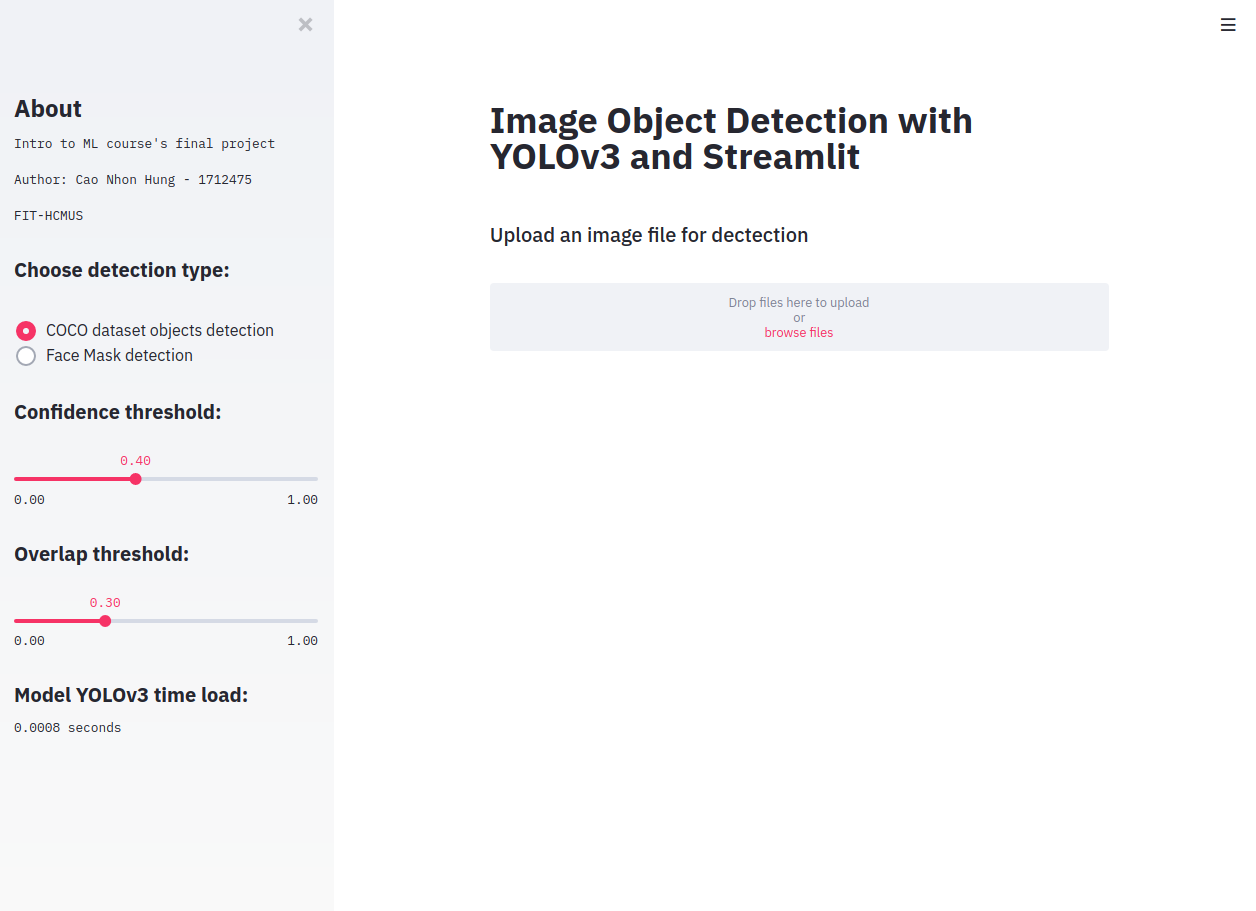 About
Intro to ML course's final project
Author: Cao Nhon Hung - 1712475
FIT-HCMUS
Choose detection type:
COCO dataset objects detection
Face Mask detection
Confidence threshold:
0.40
0.00 1.00
Overlap threshold:
0.30
0.00 1.00
Model YOLOv3 time load:
0.0008 seconds
Image Object Detection with
YOLOv3 and Streamlit
Upload an image file for dectection
Drop files here to upload
or
browse files